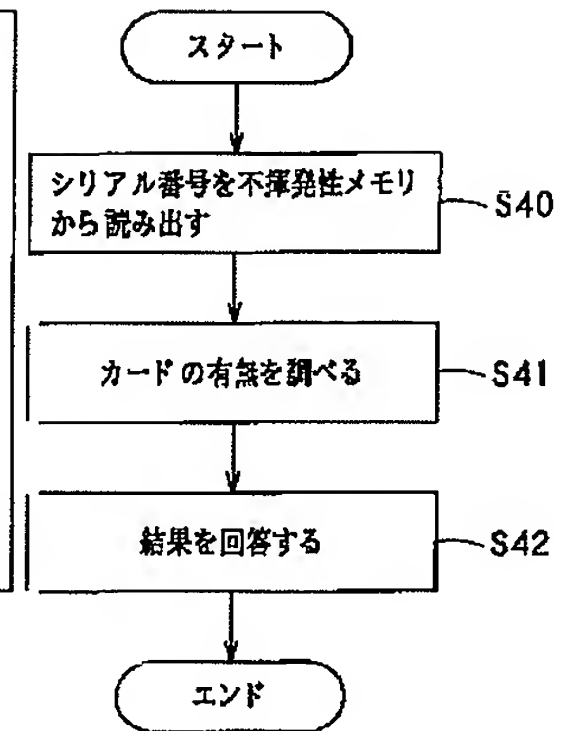 スタート
シリアル番号を不揮発性メモリ
から読み出す
S40
カードの有無を調べる
S41
結果を回答する
S42
エンド